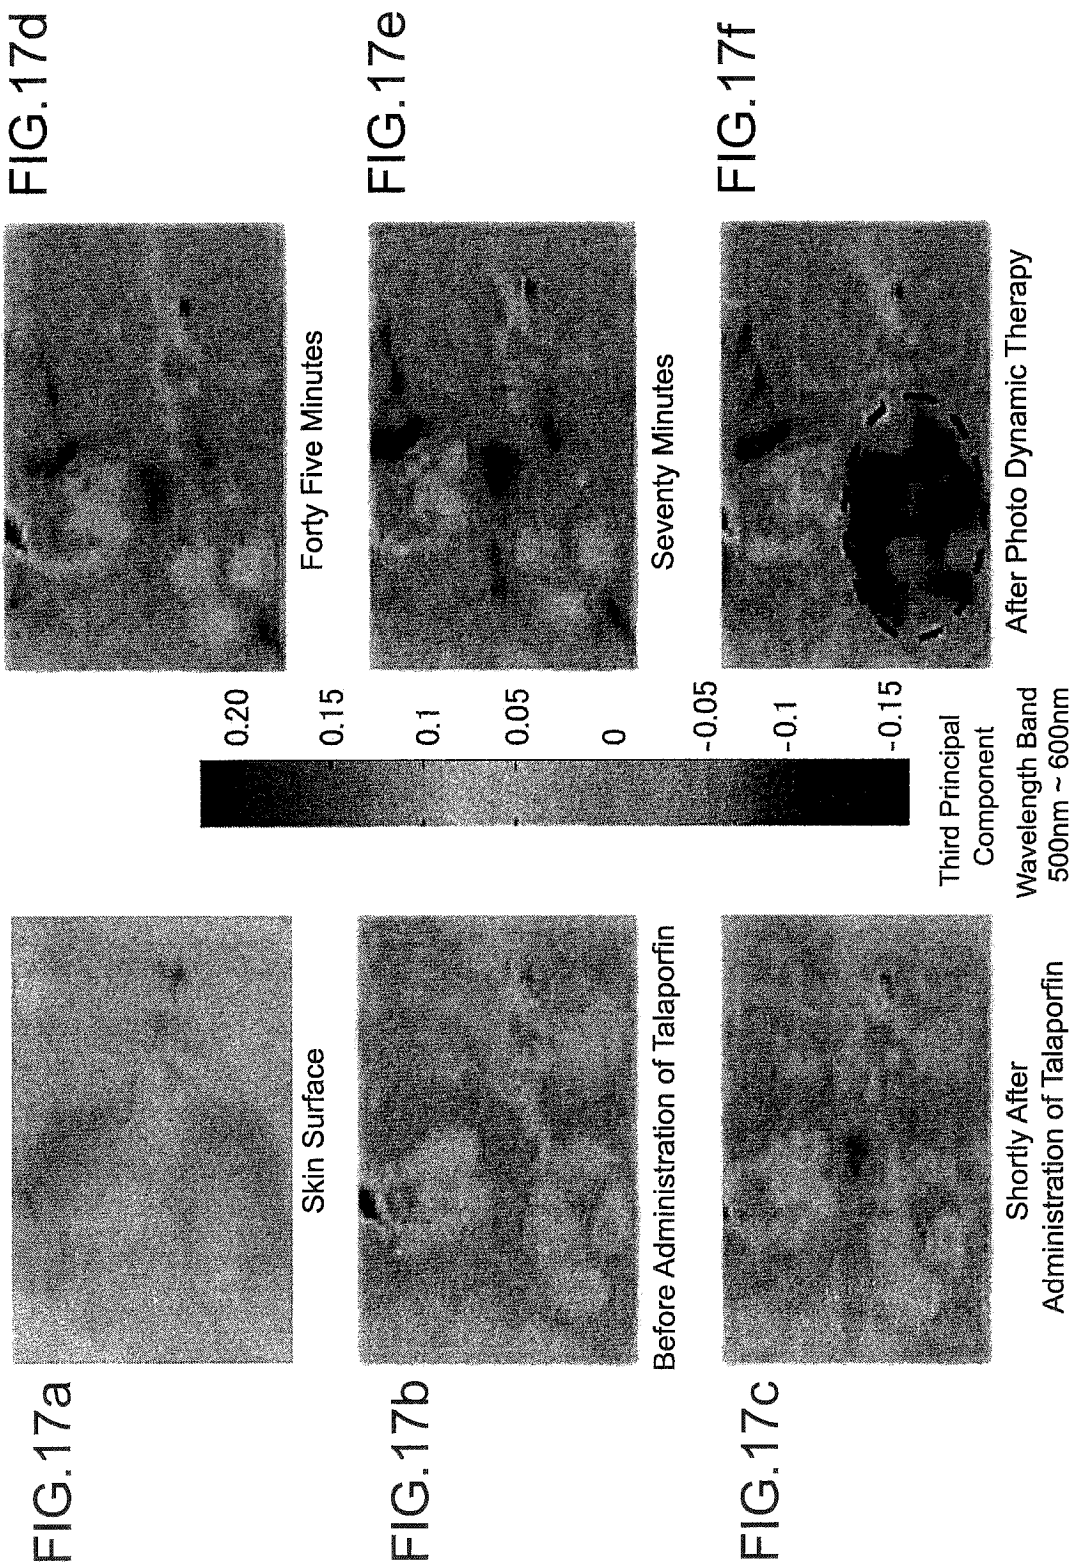 FIG.17a
Skin Surface
FIG.17b
Before Administration of Talaporfin
FIG.17c
Shortly After
Administration of Talaporfin
0.20
0.15
0.1
0.05
0
-0.05
-0.1
-0.15
Third Principal
Component
Wavelength Band
500nm ~ 600nm
FIG.17d
Forty Five Minutes
FIG.17e
Seventy Minutes
FIG.17f
After Photo Dynamic Therapy